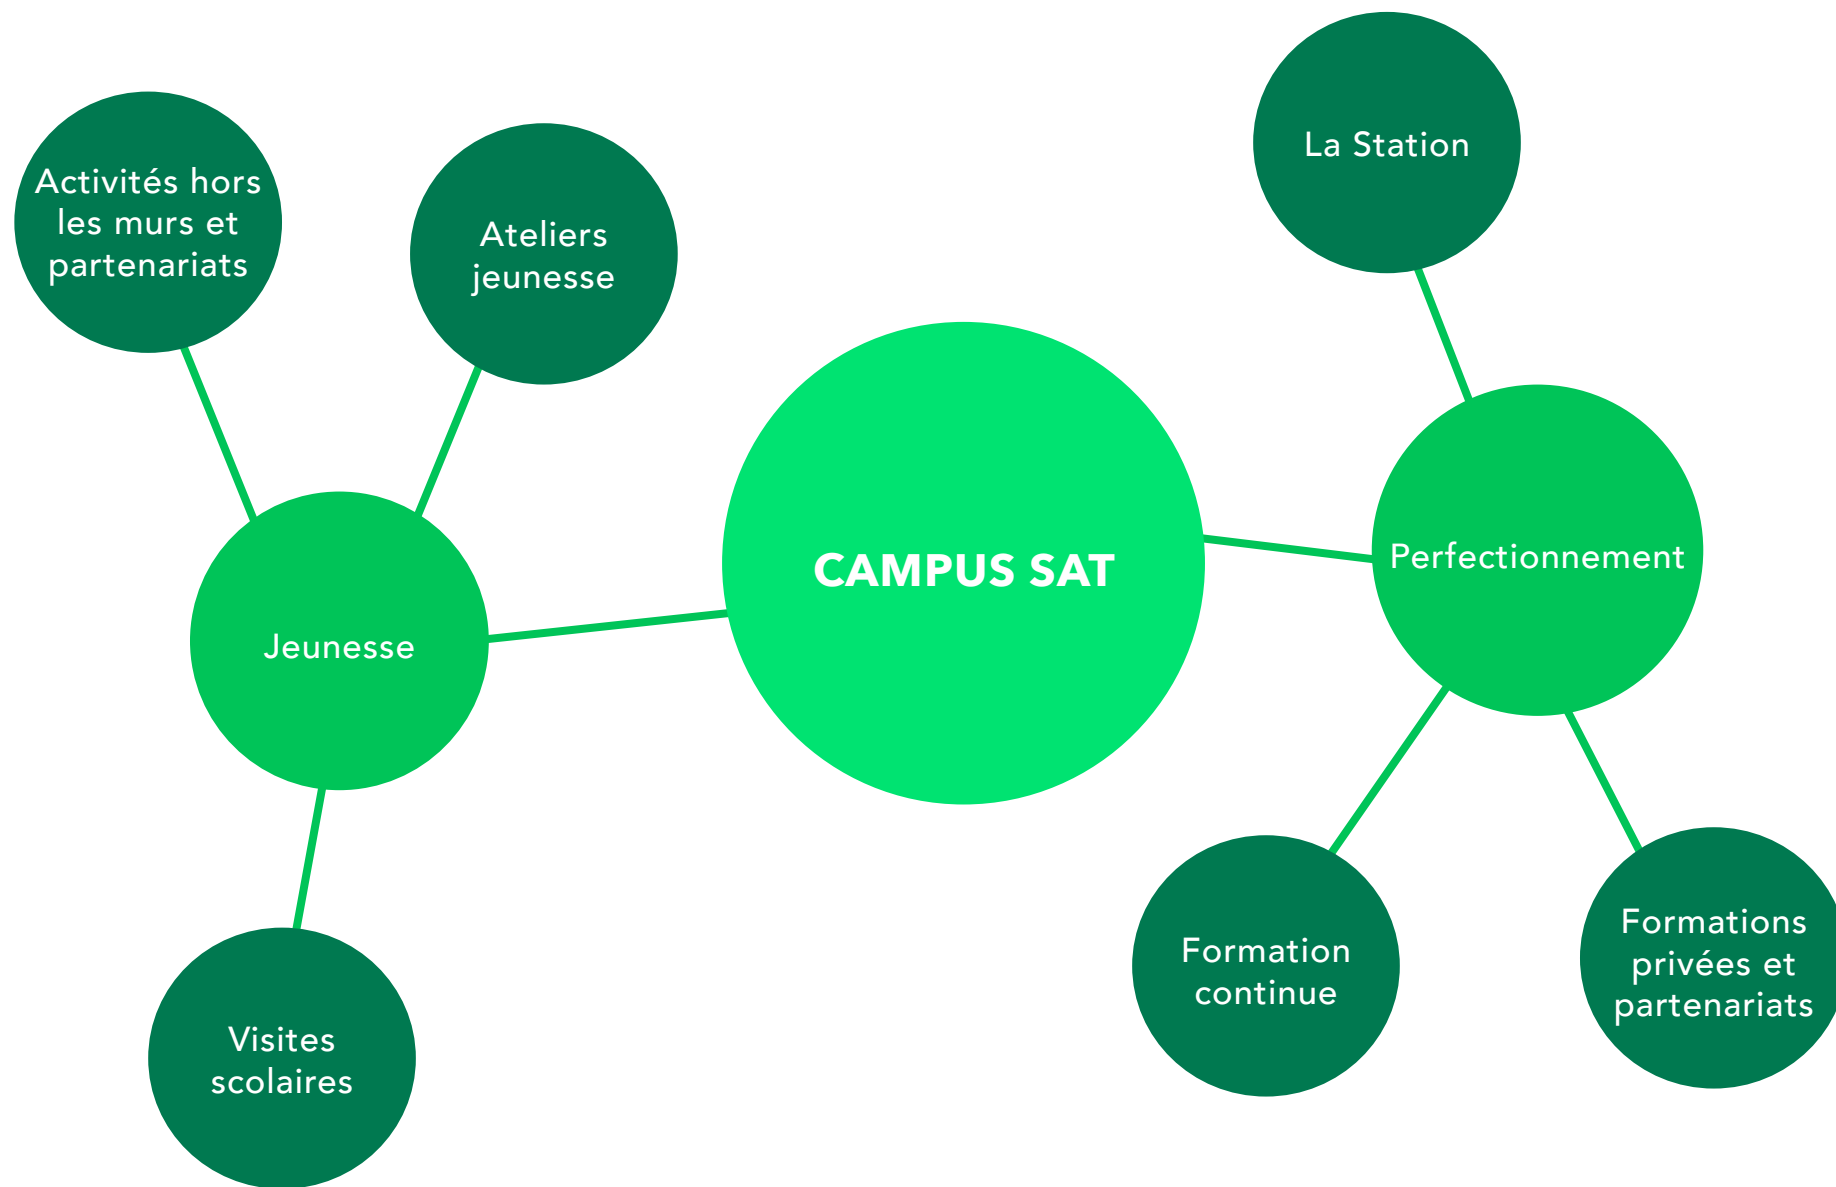 Activités hors
les murs et
partenariats
Ateliers
jeunesse
La Station
CAMPUS SAT
Perfectionnement
Jeunesse
Formation
continue
Formations
privées et
partenariats
Visites
scolaires